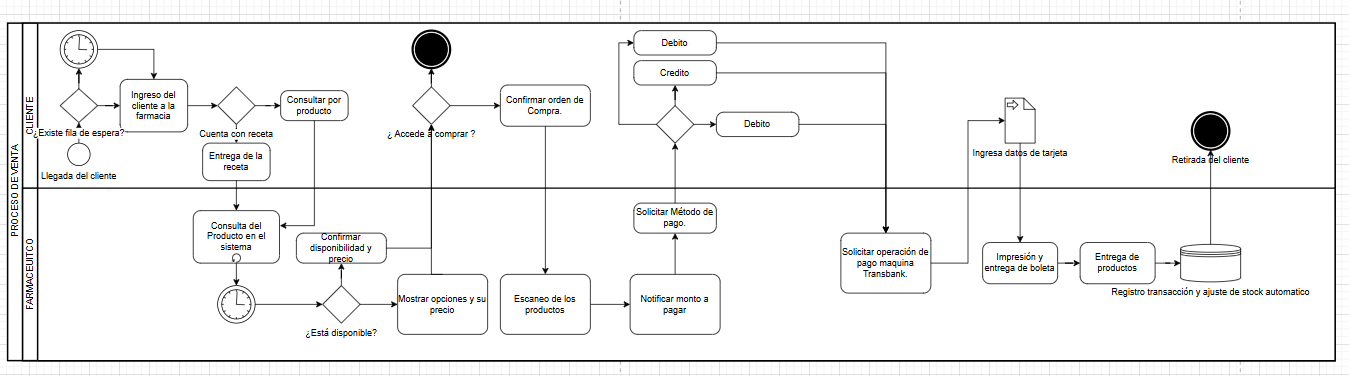 PROCESO DE VENTA
CLIENTE
FARMACEUITCO
¿Existe fila de espera?
Llegada del cliente
Ingreso del
cliente a la
farmacia
Cuenta con receta
Consultar por
producto
Entrega de la
receta
Consulta del
Producto en el
sistema
Confirmar
disponibilidad y
precio
¿Está disponible?
Mostrar opciones y su
precio
¿ Accede a comprar ?
Confirmar orden de
Compra.
Escaneo de los
productos
Notificar monto a
pagar
Solicitar Método de
pago.
Debito
Credito
Debito
Solicitar operación de
pago maquina
Transbank.
Ingresa datos de tarjeta
Impresión y
entrega de boleta
Entrega de
productos
Registro transacción y ajuste de stock automatico
Retirada del cliente